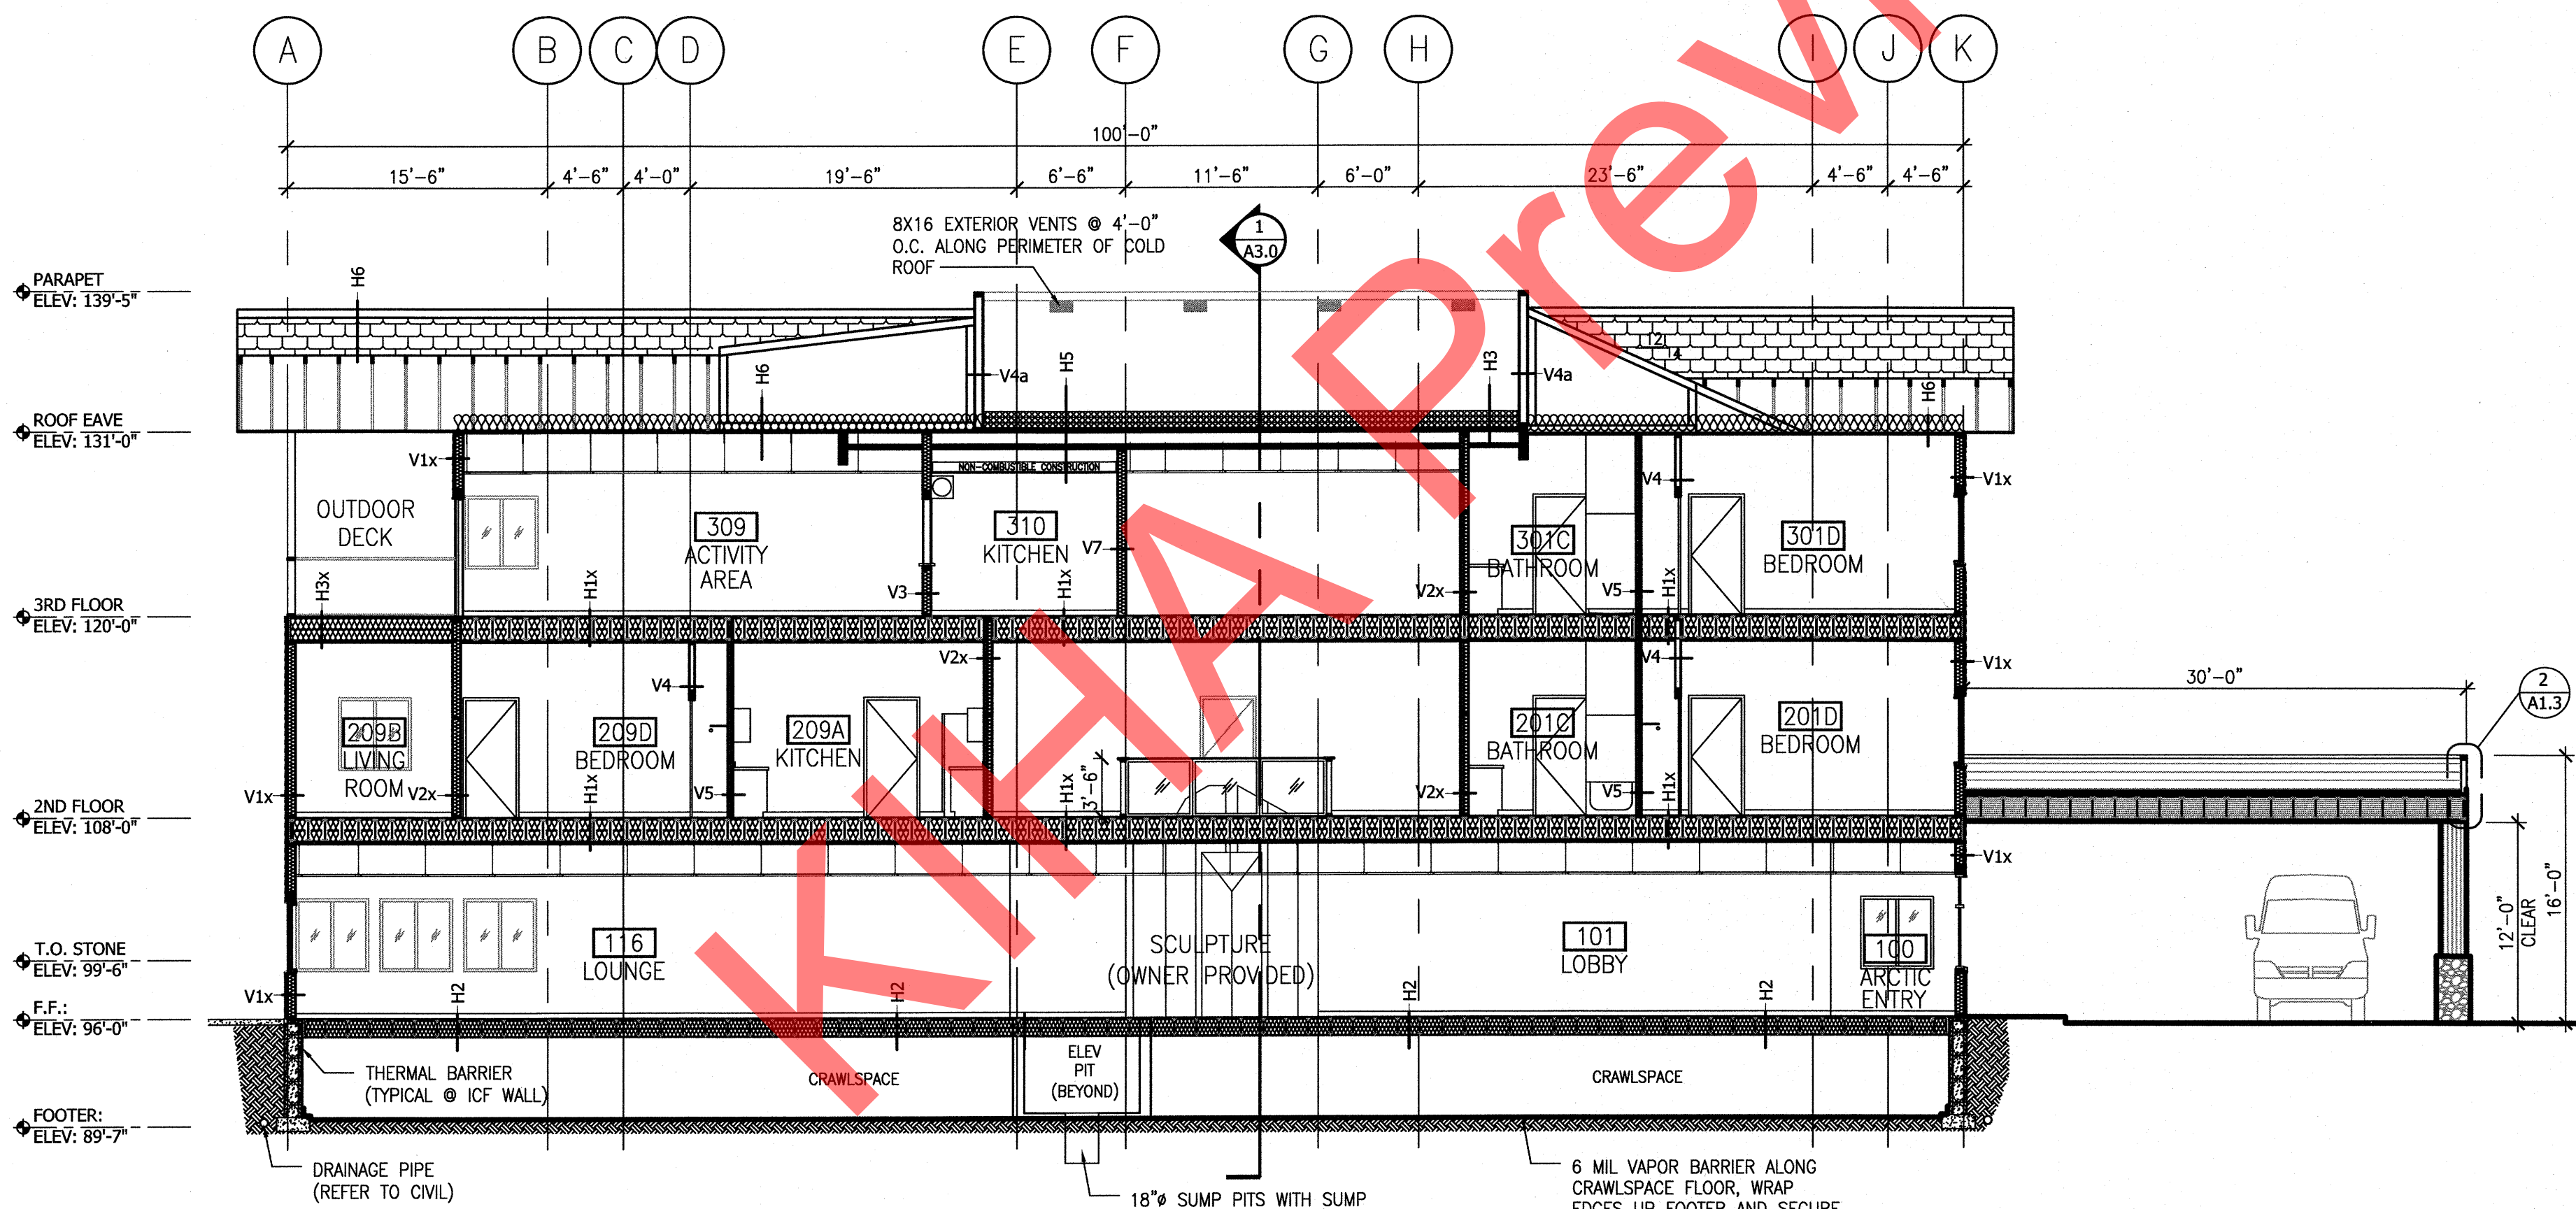 A B C D E F G H I J K
100'-0"
15'-6" 4'-6" 4'-0" 19'-6" 6'-6" 11'-6" 6'-0" 23'-6" 4'-6" 4'-6"
8X16 EXTERIOR VENTS @ 4'-0"
O.C. ALONG PERIMETER OF COLD
ROOF
1
A3.0
PARAPET
ELEV: 139'-5"
H6
H6
H5
H3
12
14
H6
V4a
V4a
ROOF EAVE
ELEV: 131'-0"
V1x
NON-COMBUSTIBLE CONSTRUCTION
V4
V1x
OUTDOOR
DECK
309
ACTIVITY
AREA
310
KITCHEN
V7
301C
BATHROOM
301D
BEDROOM
H3x
H1x
V3
H1x
V2x
V5
H1x
3RD FLOOR
ELEV: 120'-0"
V2x
V4
V1x
V4
30'-0"
2
A1.3
209B
LIVING
ROOM
209D
BEDROOM
209A
KITCHEN
201C
BATHROOM
201D
BEDROOM
V1x
V2x
H1x
V5
H1x
3'-6"
V2x
V5
H1x
2ND FLOOR
ELEV: 108'-0"
V1x
12'-0"
CLEAR
16'-0"
116
LOUNGE
SCULPTURE
(OWNER PROVIDED)
101
LOBBY
100
ARCTIC
ENTRY
T.O. STONE
ELEV: 99'-6"
V1x
H2
H2
H2
H2
F.F.:
ELEV: 96'-0"
THERMAL BARRIER
(TYPICAL @ ICF WALL)
CRAWLSPACE
ELEV
PIT
(BEYOND)
CRAWLSPACE
FOOTER:
ELEV: 89'-7"
DRAINAGE PIPE
(REFER TO CIVIL)
18"ø SUMP PITS WITH SUMP
6 MIL VAPOR BARRIER ALONG
CRAWLSPACE FLOOR, WRAP
EDGES UP FOOTER AND SECURE
KIHA Prev